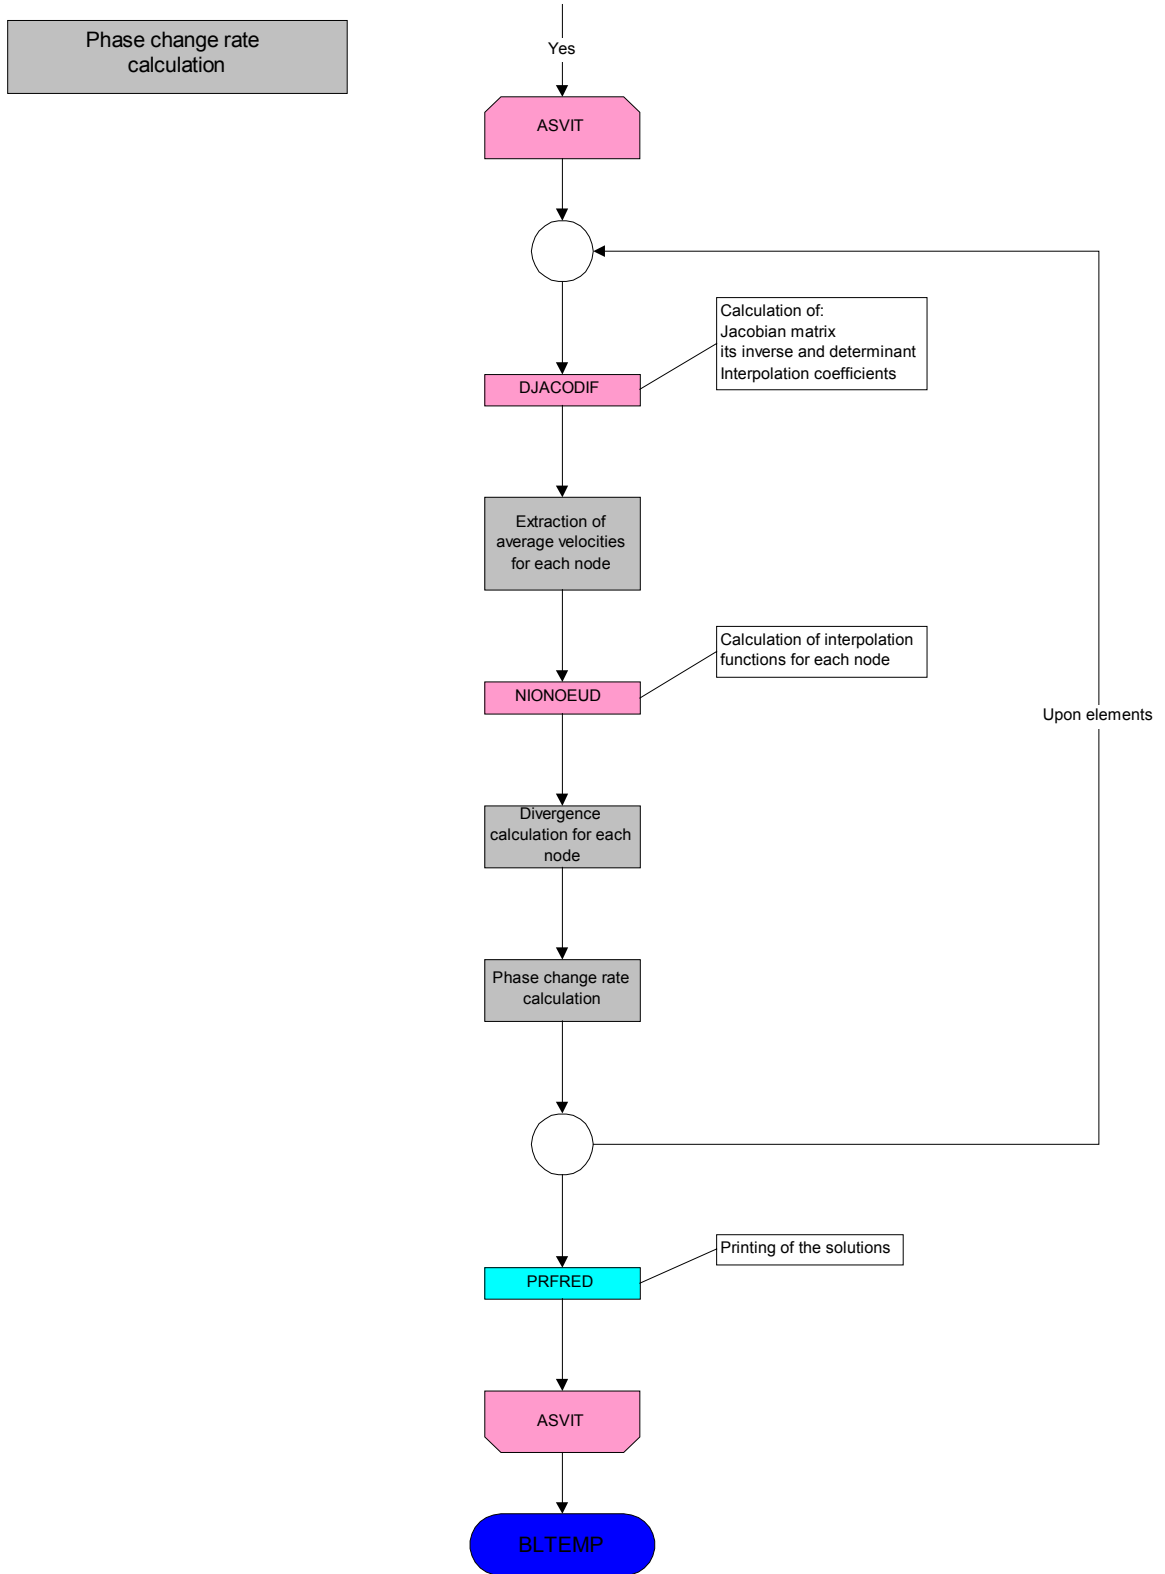 Phase change rate
calculation
Yes
ASVIT
Calculation of:
Jacobian matrix
its inverse and determinant
Interpolation coefficients
DJACODIF
Extraction of
average velocities
for each node
Calculation of interpolation
functions for each node
NIONOEUD
Upon elements
Divergence
calculation for each
node
Phase change rate
calculation
Printing of the solutions
PRFRED
ASVIT
BLTEMP